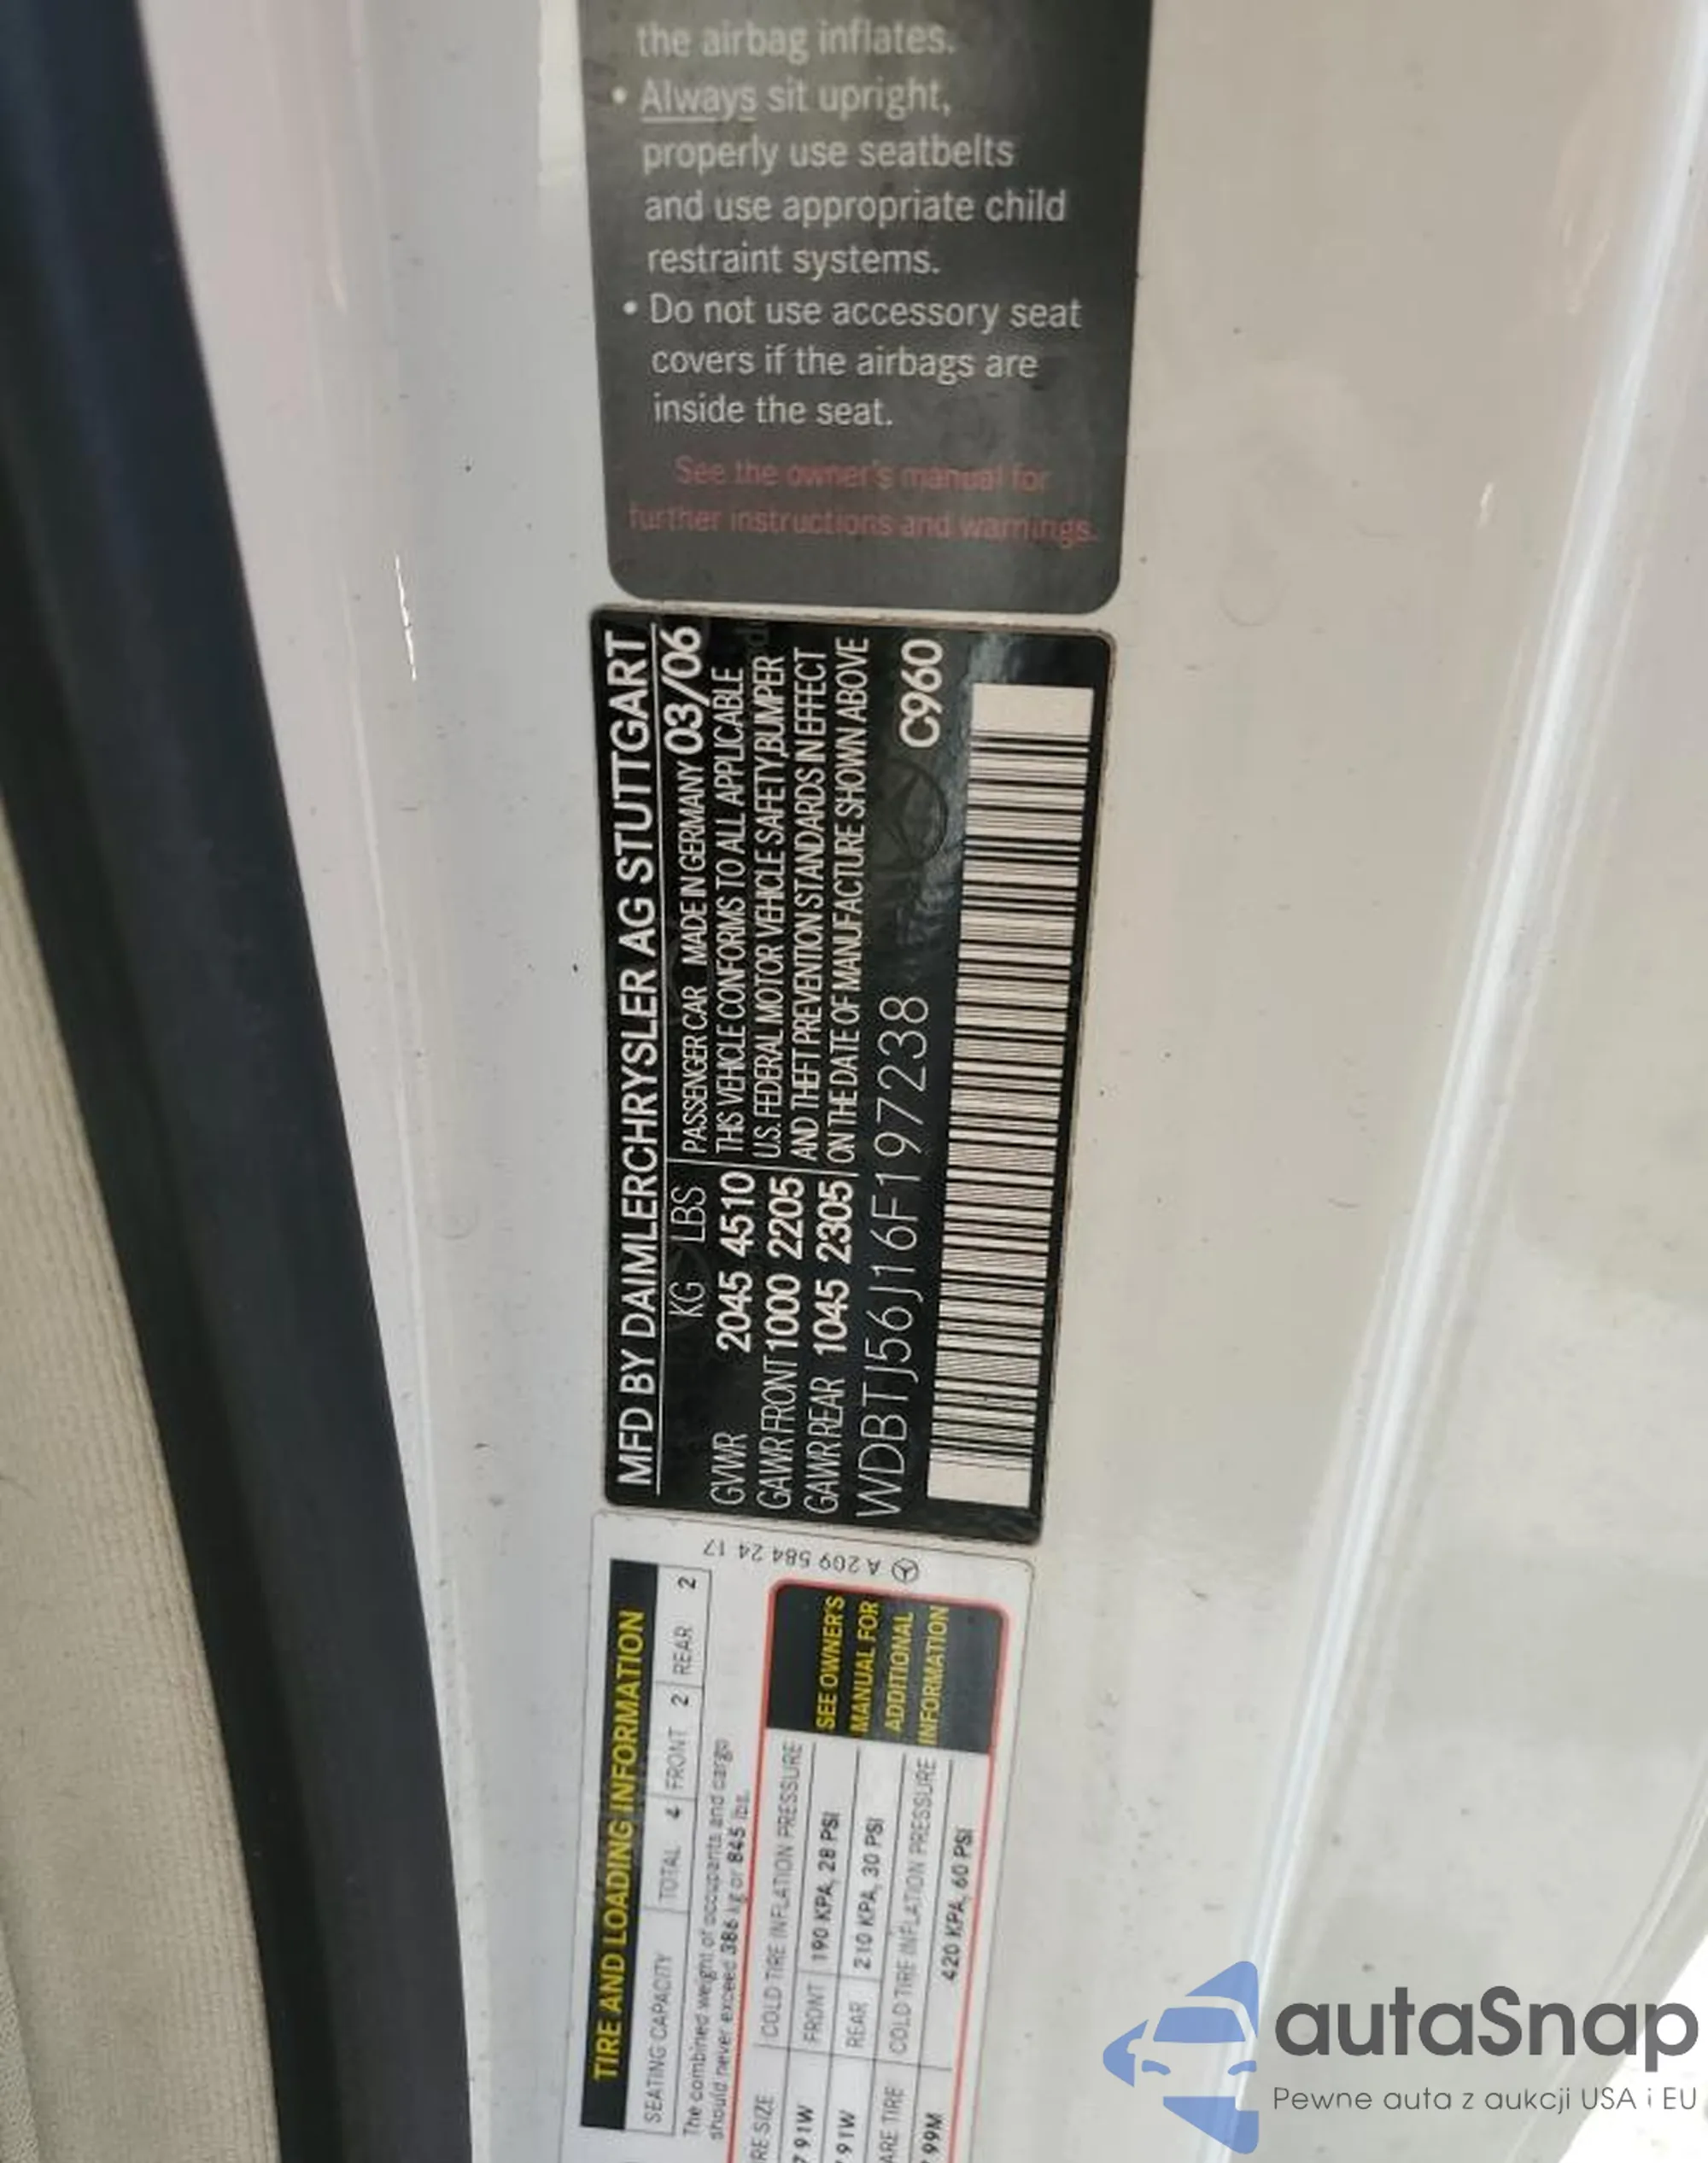 the airbag inflates.
• Always sit upright,
properly use seatbelts
and use appropriate child
restraint systems.
• Do not use accessory seat
covers if the airbags are
inside the seat.
See the owner's manual for
further instructions and warnings.
MFD BY DAIMLERCHRYSLER AG STUTTGART
KG LBS PASSENGER CAR MADE IN GERMANY 03/06
GVWR 2045 4510 THIS VEHICLE CONFORMS TO ALL APPLICABLE
GAWR FRONT 1000 2205 U.S. FEDERAL MOTOR VEHICLE SAFETY,BUMPER
GAWR REAR 1045 2305 AND THEFT PREVENTION STANDARDS IN EFFECT
ON THE DATE OF MANUFACTURE SHOWN ABOVE
WDBTJ56J16F197238 C960
A 209 584 24 17
TIRE AND LOADING INFORMATION
SEATING CAPACITY TOTAL 4 FRONT 2 REAR 2
The combined weight of occupants and cargo
should never exceed 386 kg or 845 lbs.
COLD TIRE INFLATION PRESSURE
91W FRONT 190 KPA, 28 PSI
91W REAR 210 KPA, 30 PSI
COLD TIRE INFLATION PRESSURE
99M 420 KPA, 60 PSI
SEE OWNER'S
MANUAL FOR
ADDITIONAL
INFORMATION
autaSnap
Pewne auta z aukcji USA i EU